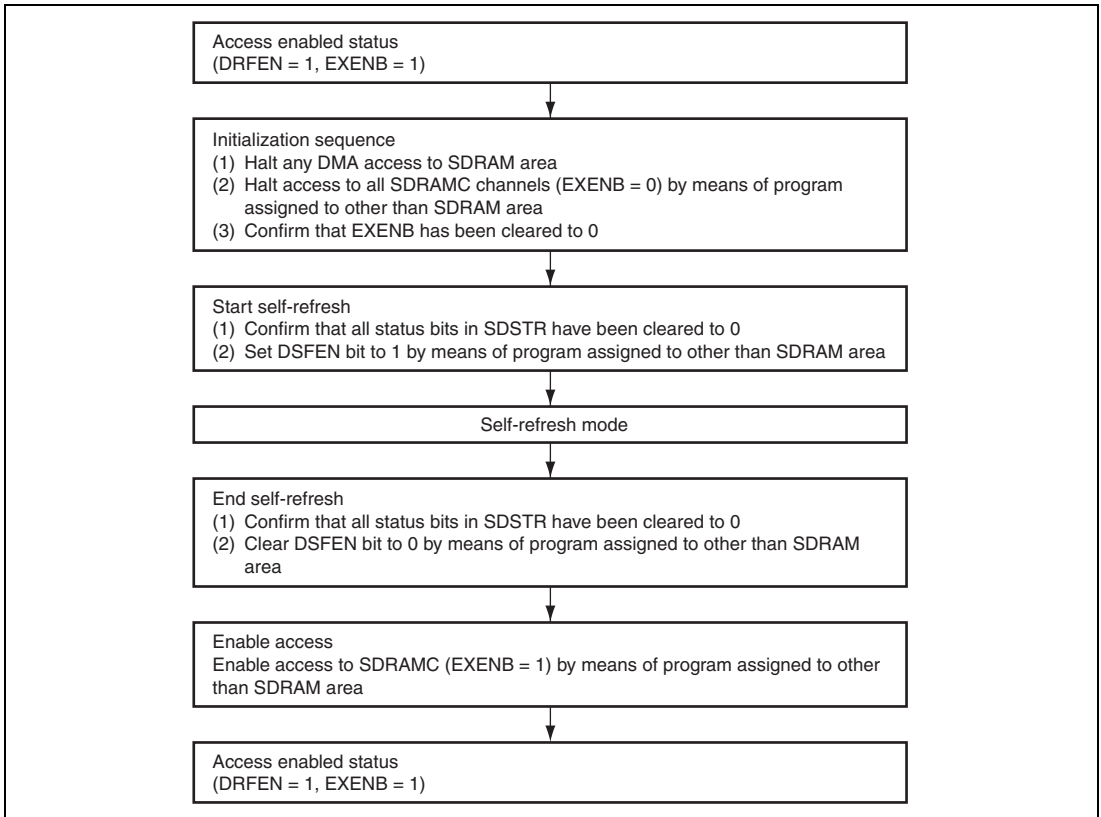 Access enabled status
(DRFEN = 1, EXENB = 1)
Initialization sequence
(1) Halt any DMA access to SDRAM area
(2) Halt access to all SDRAMC channels (EXENB = 0) by means of program
assigned to other than SDRAM area
(3) Confirm that EXENB has been cleared to 0
Start self-refresh
(1) Confirm that all status bits in SDSTR have been cleared to 0
(2) Set DSFEN bit to 1 by means of program assigned to other than SDRAM area
Self-refresh mode
End self-refresh
(1) Confirm that all status bits in SDSTR have been cleared to 0
(2) Clear DSFEN bit to 0 by means of program assigned to other than SDRAM
area
Enable access
Enable access to SDRAMC (EXENB = 1) by means of program assigned to other
than SDRAM area
Access enabled status
(DRFEN = 1, EXENB = 1)